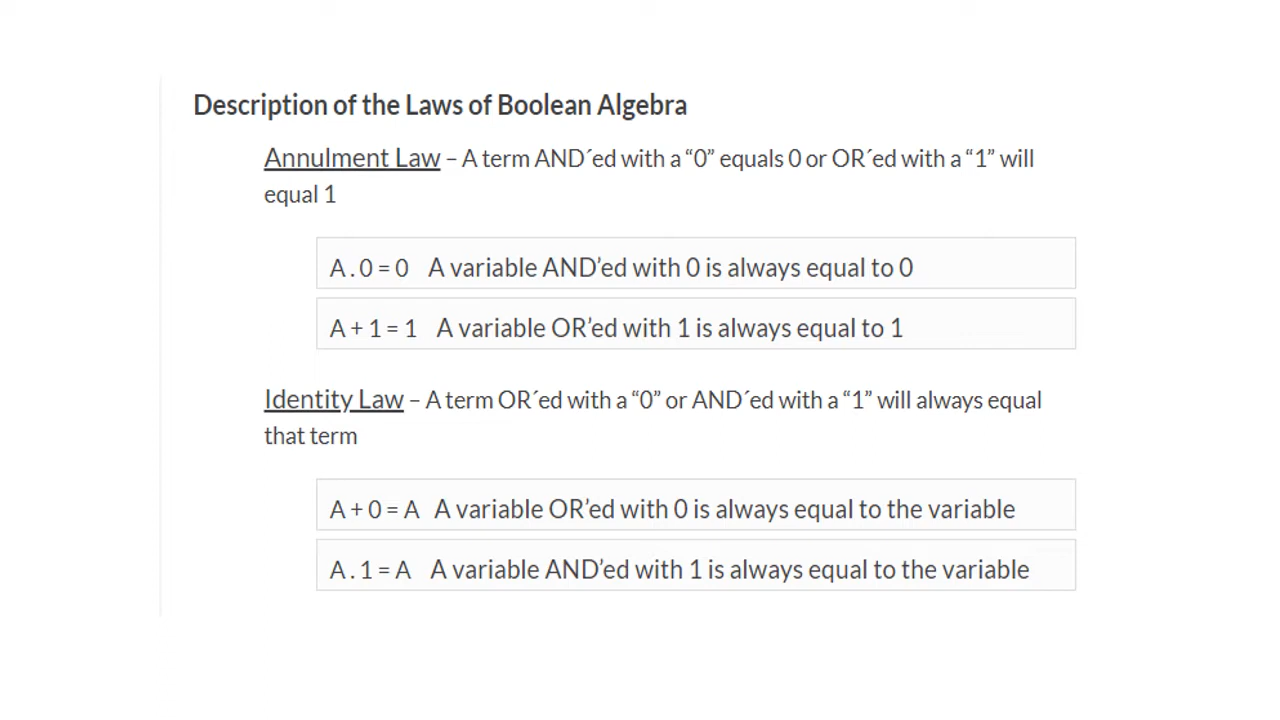 Description of the Laws of Boolean Algebra
Annulment Law – A term AND´ed with a “0” equals 0 or OR´ed with a “1” will
equal 1
A . 0 = 0 A variable AND’ed with 0 is always equal to 0
A + 1 = 1 A variable OR’ed with 1 is always equal to 1
Identity Law – A term OR´ed with a “0” or AND´ed with a “1” will always equal
that term
A + 0 = A A variable OR’ed with 0 is always equal to the variable
A . 1 = A A variable AND’ed with 1 is always equal to the variable